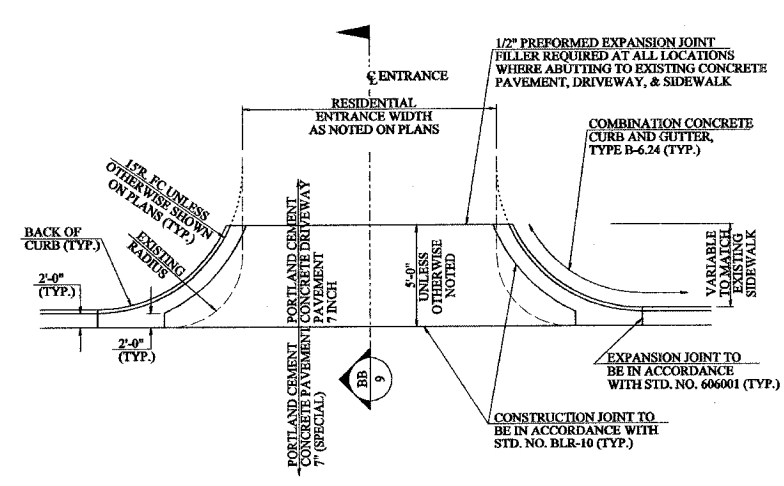 1/2" PREFORMED EXPANSION JOINT
FILLER REQUIRED AT ALL LOCATIONS
WHERE ABUTTING TO EXISTING CONCRETE
PAVEMENT, DRIVEWAY, & SIDEWALK
℄ ENTRANCE
RESIDENTIAL
ENTRANCE WIDTH
AS NOTED ON PLANS
COMBINATION CONCRETE
CURB AND GUTTER,
TYPE B-6.24 (TYP.)
15'R. FC UNLESS
OTHERWISE SHOWN
ON PLANS (TYP.)
BACK OF
CURB (TYP.)
EXISTING
RADIUS
2'-0"
(TYP.)
2'-0"
(TYP.)
PORTLAND CEMENT
CONCRETE DRIVEWAY
PAVEMENT
7 INCH
PORTLAND CEMENT
CONCRETE PAVEMENT
7" (SPECIAL)
5'-0"
UNLESS
OTHERWISE
NOTED
VARIABLE
TO MATCH
EXISTING
SIDEWALK
BB
9
EXPANSION JOINT TO
BE IN ACCORDANCE
WITH STD. NO. 606001 (TYP.)
CONSTRUCTION JOINT TO
BE IN ACCORDANCE WITH
STD. NO. BLR-10 (TYP.)